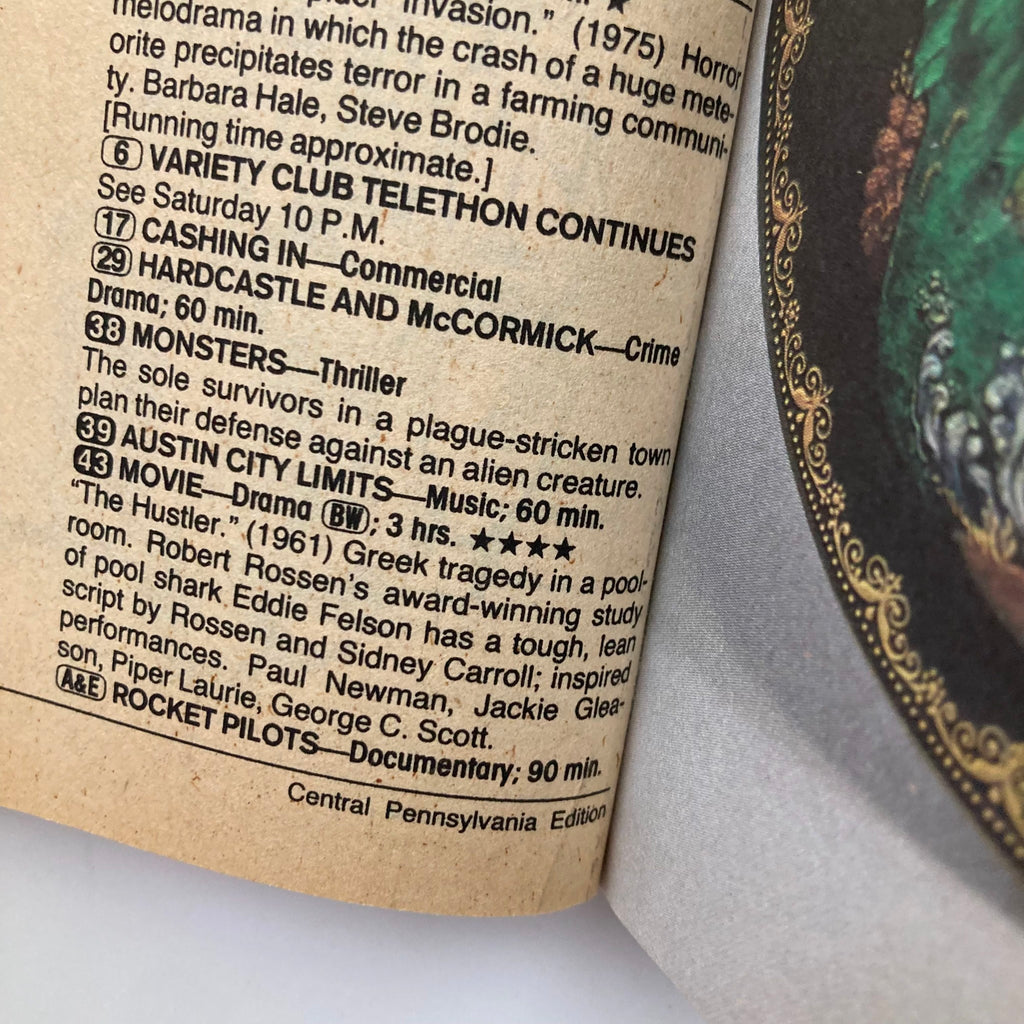 Invasion." (1975) Horror
melodrama in which the crash of a huge mete-
orite precipitates terror in a farming communi-
ty. Barbara Hale, Steve Brodie.
[Running time approximate.]
6 VARIETY CLUB TELETHON CONTINUES
See Saturday 10 P.M.
17 CASHING IN—Commercial
29 HARDCASTLE AND McCORMICK—Crime
Drama; 60 min.
38 MONSTERS—Thriller
The sole survivors in a plague-stricken town
plan their defense against an alien creature.
39 AUSTIN CITY LIMITS—Music; 60 min.
43 MOVIE—Drama BW; 3 hrs. ★★★★
"The Hustler." (1961) Greek tragedy in a pool-
room. Robert Rossen's award-winning study
of pool shark Eddie Felson has a tough, lean
script by Rossen and Sidney Carroll; inspired
performances. Paul Newman, Jackie Glea-
son, Piper Laurie, George C. Scott.
A&E ROCKET PILOTS—Documentary; 90 min.
Central Pennsylvania Edition